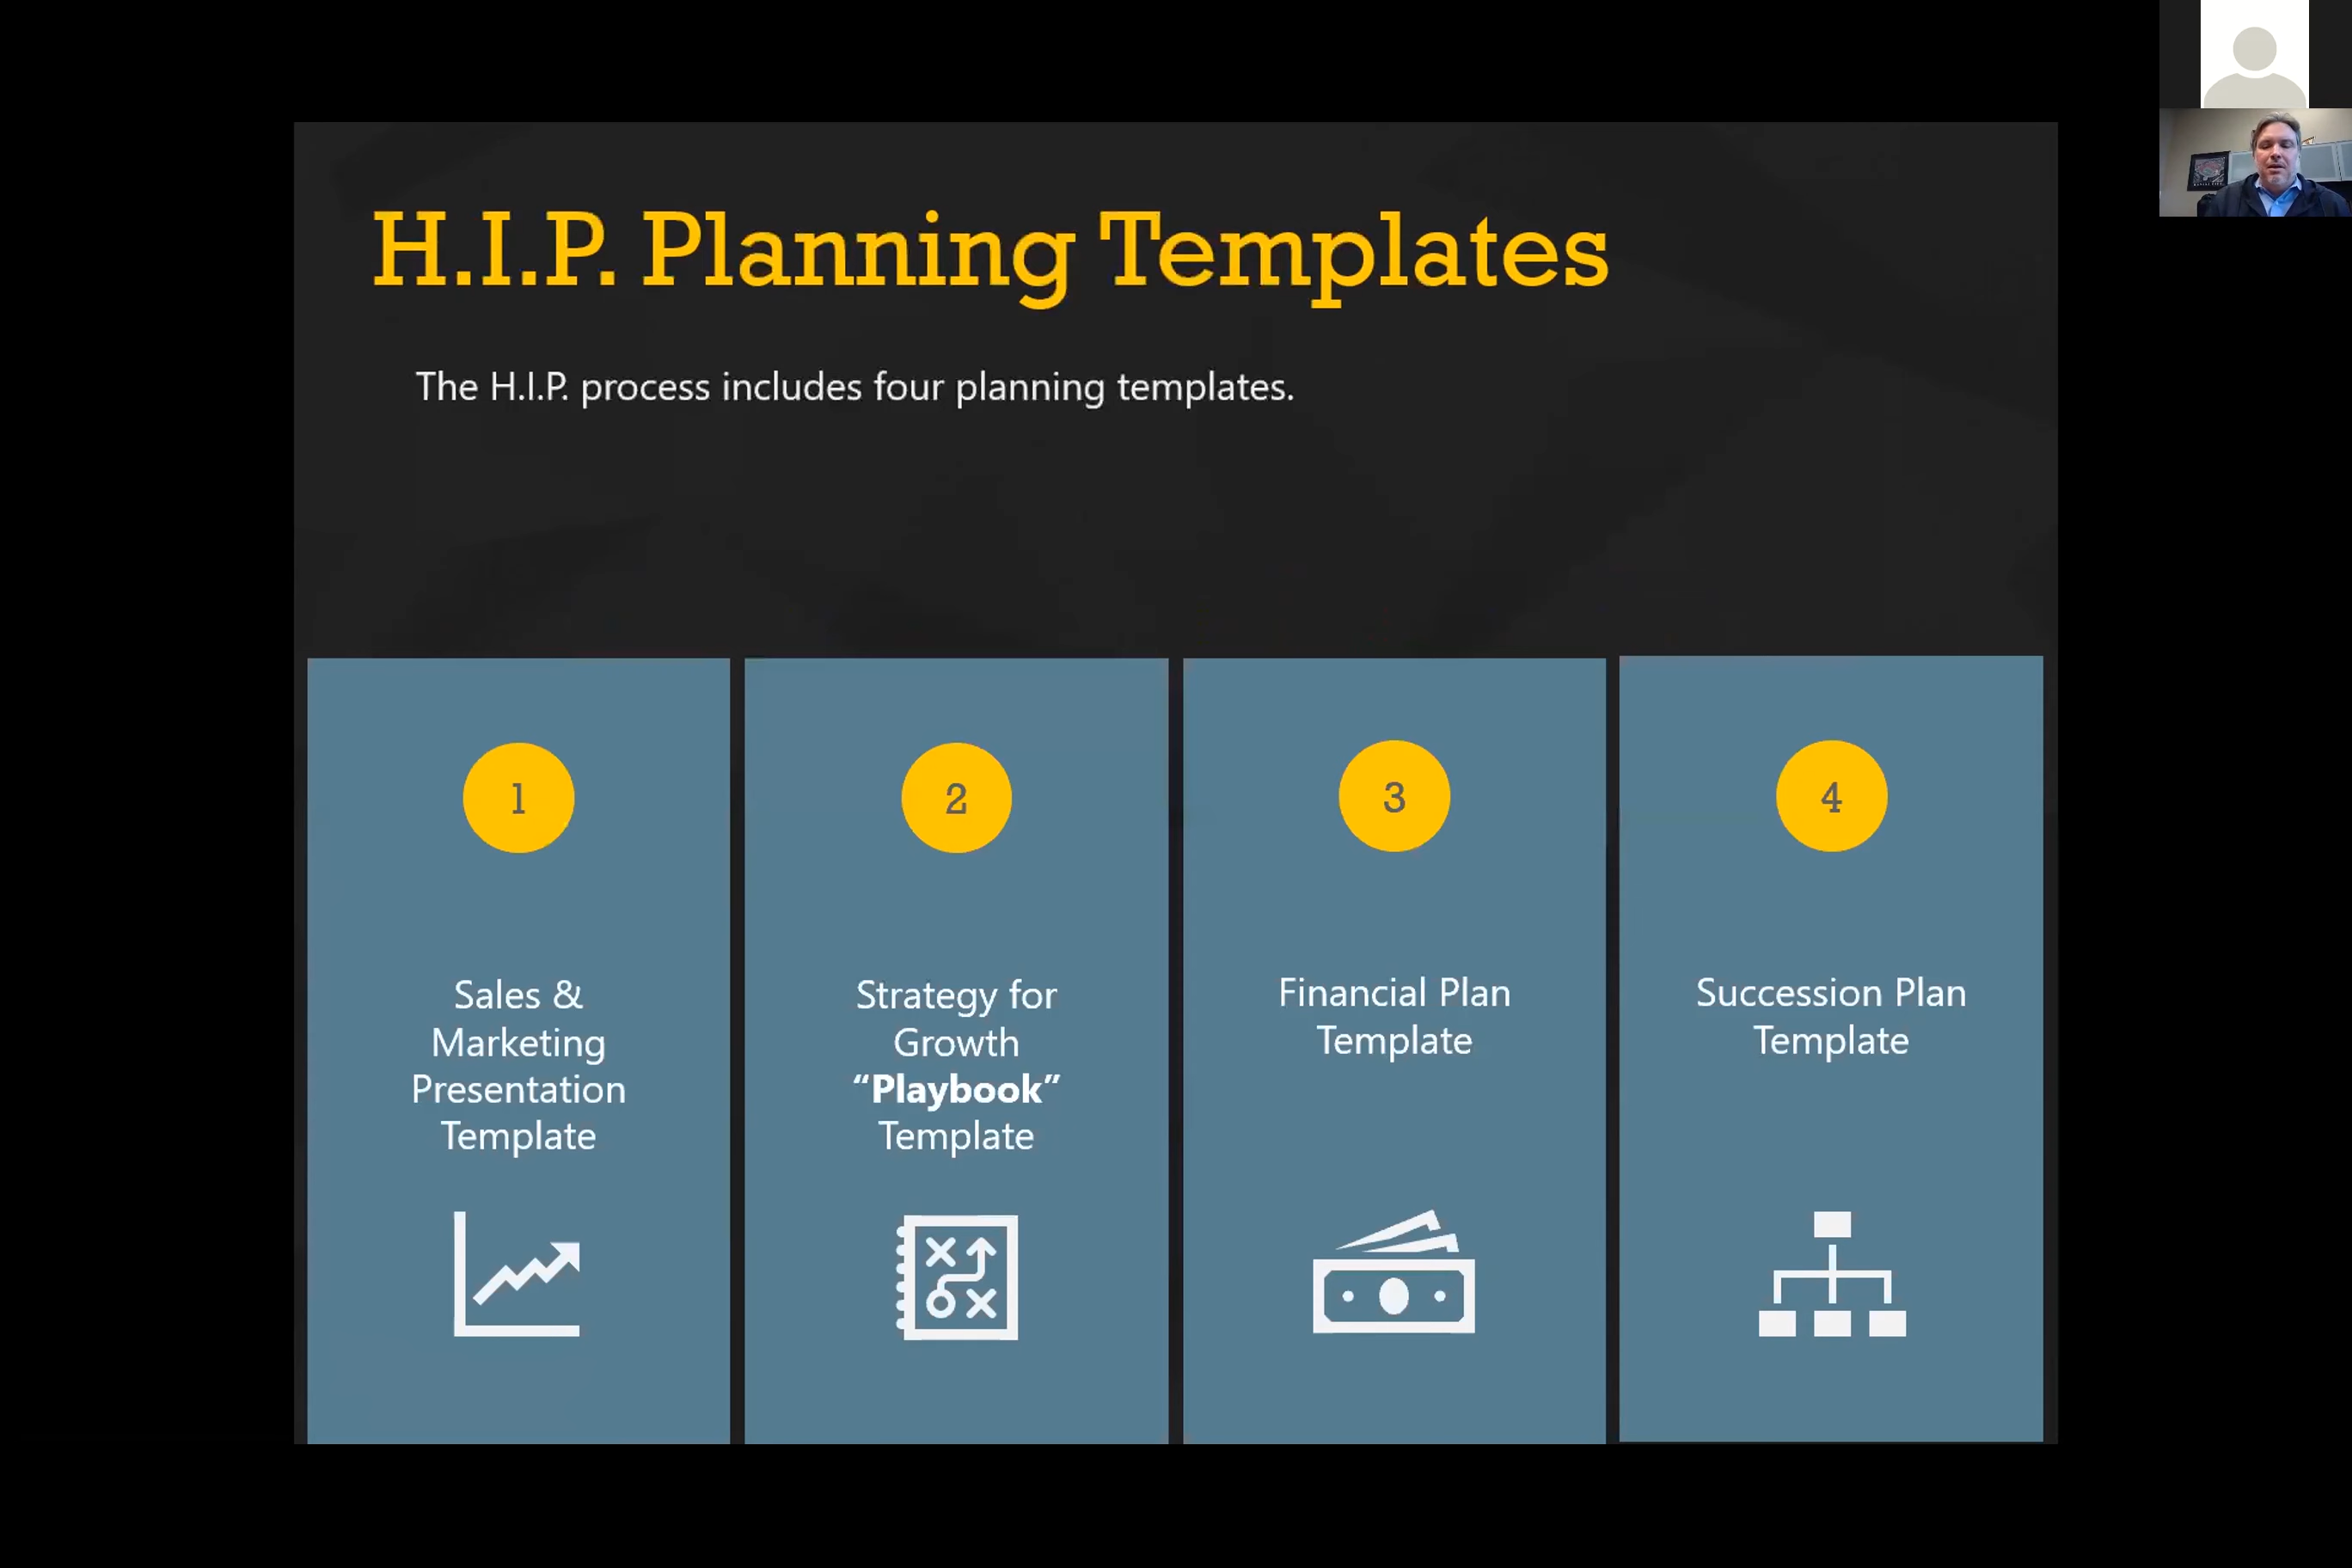 H.I.P. Planning Templates
The H.I.P. process includes four planning templates.
1
Sales &
Marketing
Presentation
Template
2
Strategy for
Growth
“Playbook”
Template
3
Financial Plan
Template
4
Succession Plan
Template